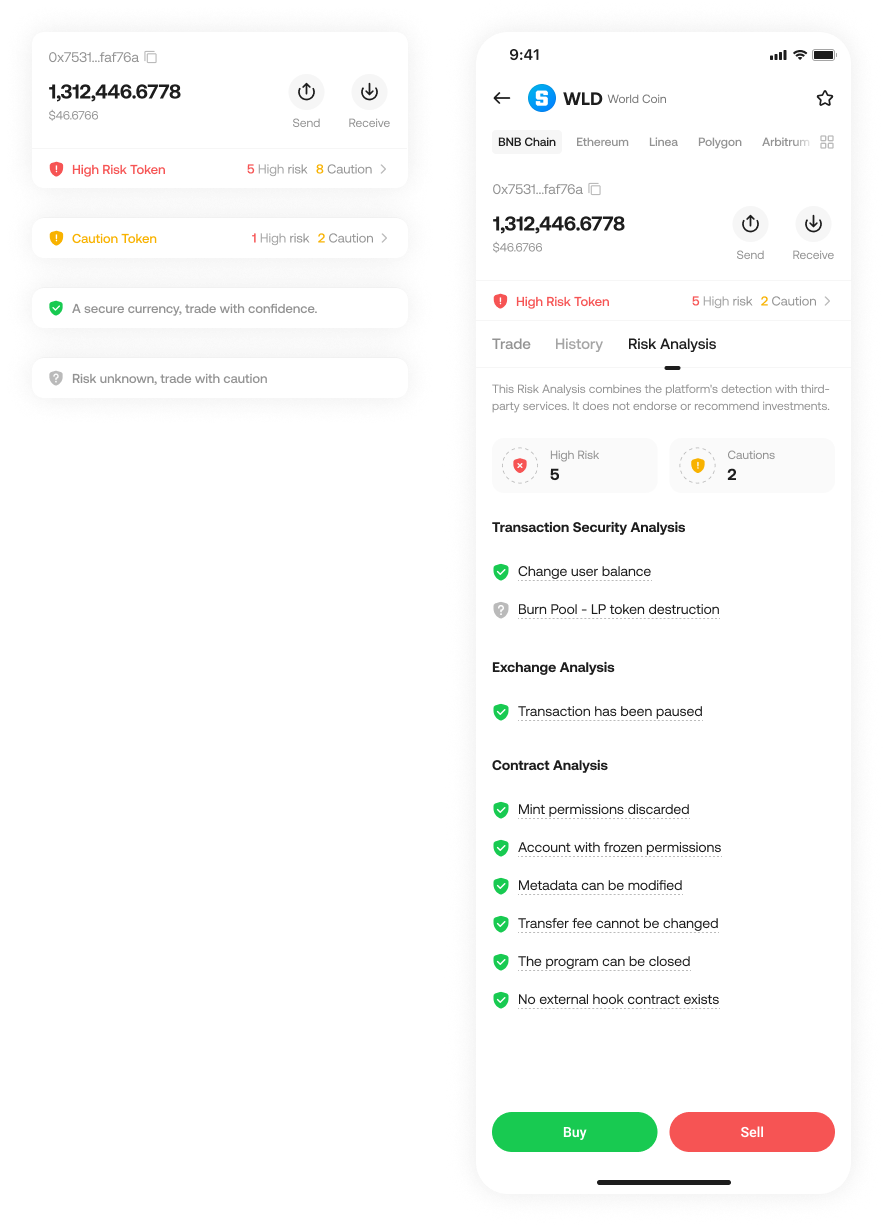 0x7531...faf76a
1,312,446.6778
$46.6766
Send
Receive
High Risk Token
5 High risk 8 Caution
Caution Token
1 High risk 2 Caution
A secure currency, trade with confidence.
Risk unknown, trade with caution
9:41
WLD World Coin
BNB Chain Ethereum Linea Polygon Arbitrum
0x7531...faf76a
1,312,446.6778
$46.6766
Send
Receive
High Risk Token
5 High risk 2 Caution
Trade History Risk Analysis
This Risk Analysis combines the platform's detection with third-
party services. It does not endorse or recommend investments.
High Risk
5
Cautions
2
Transaction Security Analysis
Change user balance
Burn Pool - LP token destruction
Exchange Analysis
Transaction has been paused
Contract Analysis
Mint permissions discarded
Account with frozen permissions
Metadata can be modified
Transfer fee cannot be changed
The program can be closed
No external hook contract exists
Buy
Sell